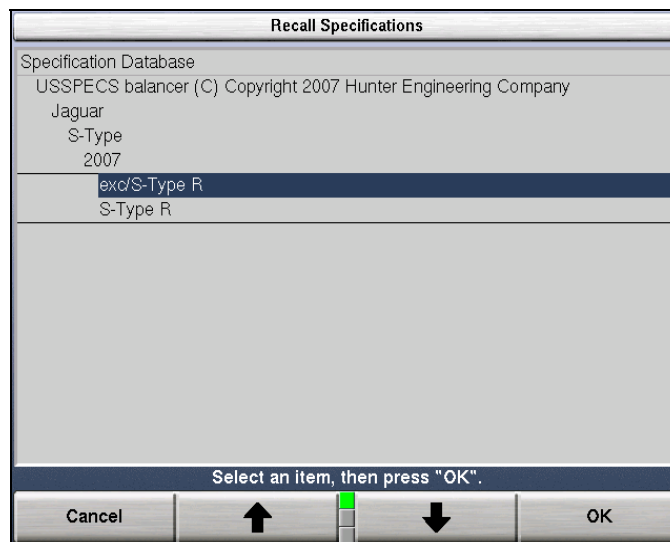 Recall Specifications
Specification Database
USSPECS balancer (C) Copyright 2007 Hunter Engineering Company
Jaguar
S-Type
2007
exc/S-Type R
S-Type R
Select an item, then press "OK".
Cancel OK